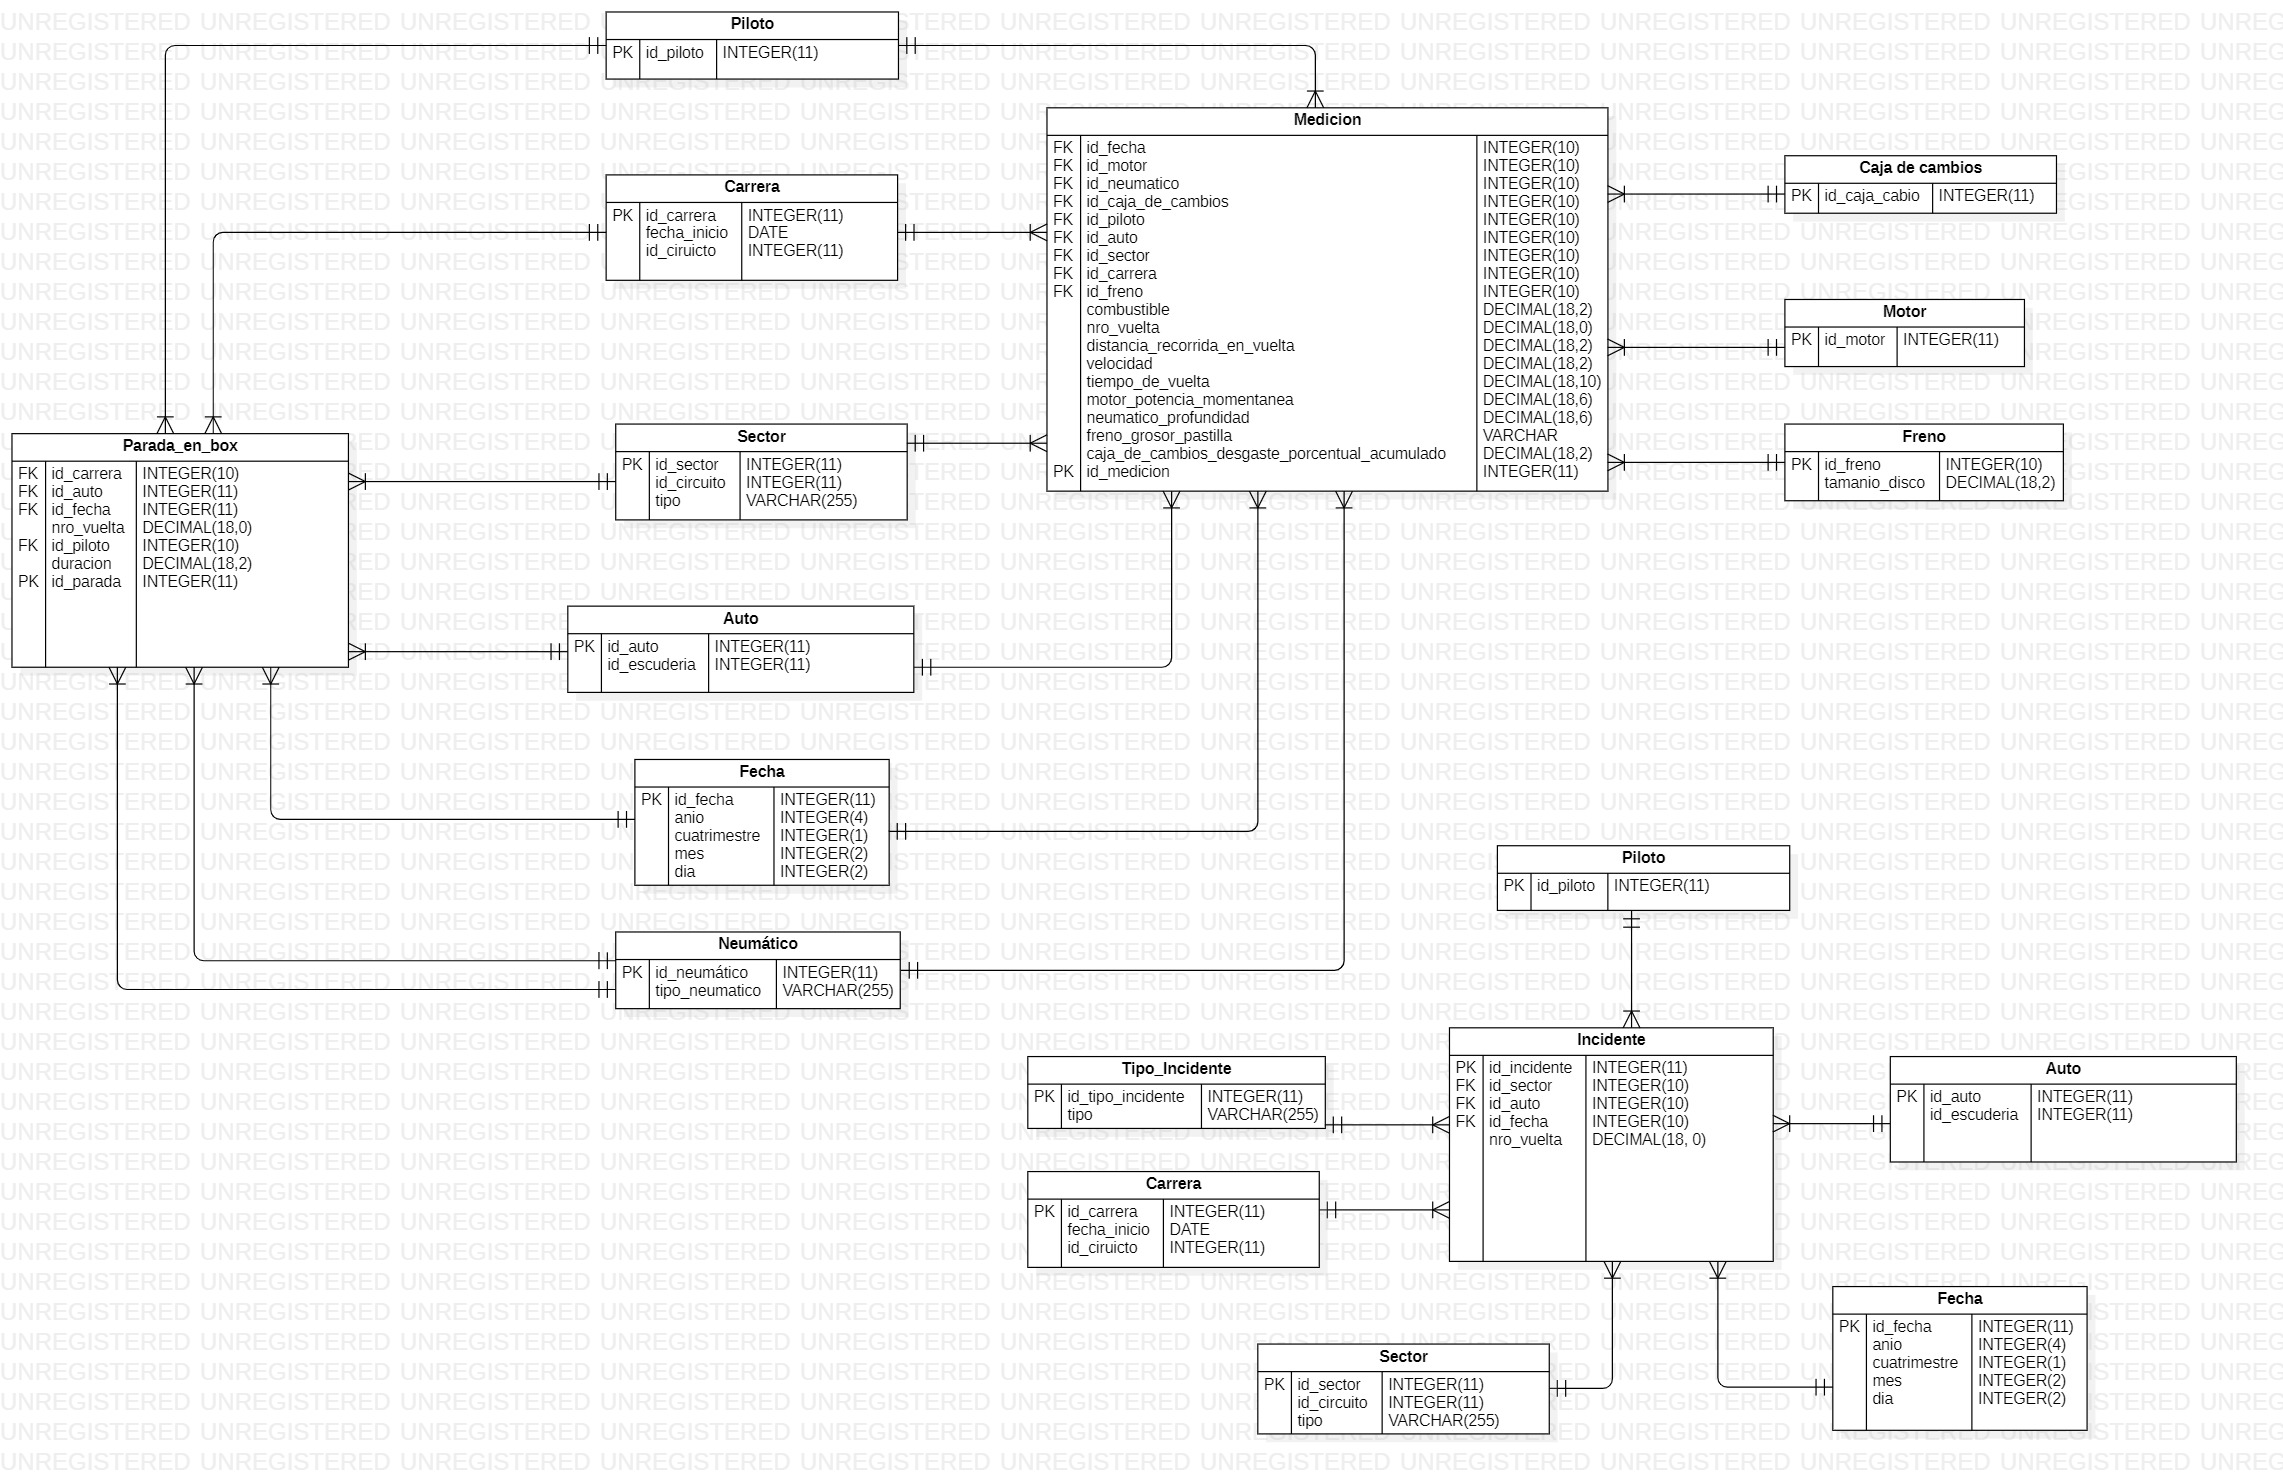 Piloto
PK id_piloto INTEGER(11)
Medicion
FK id_fecha INTEGER(10)
FK id_motor INTEGER(10)
FK id_neumatico INTEGER(10)
FK id_caja_de_cambios INTEGER(10)
FK id_piloto INTEGER(10)
FK id_auto INTEGER(10)
FK id_sector INTEGER(10)
FK id_carrera INTEGER(10)
FK id_freno INTEGER(10)
combustible DECIMAL(18,2)
nro_vuelta DECIMAL(18,0)
distancia_recorrida_en_vuelta DECIMAL(18,2)
velocidad DECIMAL(18,2)
tiempo_de_vuelta DECIMAL(18,10)
motor_potencia_momentanea DECIMAL(18,6)
neumatico_profundidad DECIMAL(18,6)
freno_grosor_pastilla VARCHAR
caja_de_cambios_desgaste_porcentual_acumulado DECIMAL(18,2)
PK id_medicion INTEGER(11)
Caja de cambios
PK id_caja_cabio INTEGER(11)
Carrera
PK id_carrera INTEGER(11)
fecha_inicio DATE
id_ciruicto INTEGER(11)
Motor
PK id_motor INTEGER(11)
Freno
PK id_freno INTEGER(10)
tamanio_disco DECIMAL(18,2)
Parada_en_box
FK id_carrera INTEGER(10)
FK id_auto INTEGER(11)
FK id_fecha INTEGER(11)
nro_vuelta DECIMAL(18,0)
FK id_piloto INTEGER(10)
duracion DECIMAL(18,2)
PK id_parada INTEGER(11)
Sector
PK id_sector INTEGER(11)
id_circuito INTEGER(11)
tipo VARCHAR(255)
Auto
PK id_auto INTEGER(11)
id_escuderia INTEGER(11)
Fecha
PK id_fecha INTEGER(11)
anio INTEGER(4)
cuatrimestre INTEGER(1)
mes INTEGER(2)
dia INTEGER(2)
Neumático
PK id_neumático INTEGER(11)
tipo_neumatico VARCHAR(255)
Piloto
PK id_piloto INTEGER(11)
Incidente
PK id_incidente INTEGER(11)
FK id_sector INTEGER(10)
FK id_auto INTEGER(10)
FK id_fecha INTEGER(10)
nro_vuelta DECIMAL(18, 0)
Tipo_Incidente
PK id_tipo_incidente INTEGER(11)
tipo VARCHAR(255)
Auto
PK id_auto INTEGER(11)
id_escuderia INTEGER(11)
Carrera
PK id_carrera INTEGER(11)
fecha_inicio DATE
id_ciruicto INTEGER(11)
Fecha
PK id_fecha INTEGER(11)
anio INTEGER(4)
cuatrimestre INTEGER(1)
mes INTEGER(2)
dia INTEGER(2)
Sector
PK id_sector INTEGER(11)
id_circuito INTEGER(11)
tipo VARCHAR(255)
UNREGISTERED